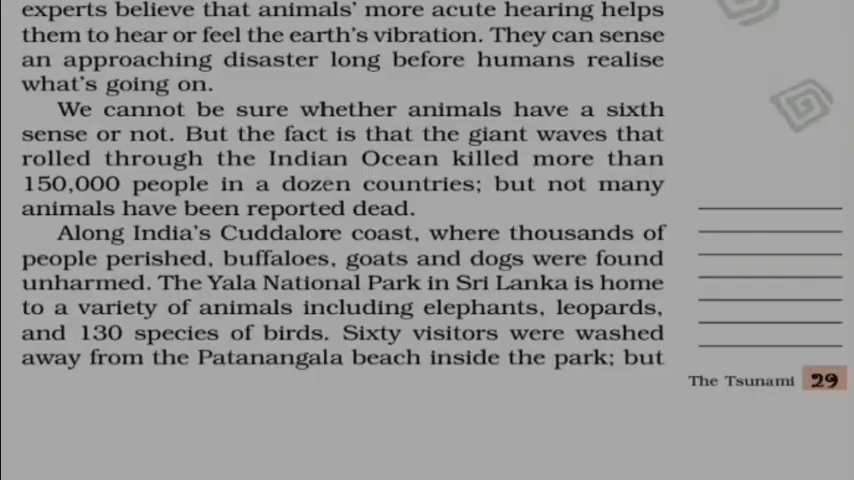 experts believe that animals' more acute hearing helps
them to hear or feel the earth's vibration. They can sense
an approaching disaster long before humans realise
what's going on.
We cannot be sure whether animals have a sixth
sense or not. But the fact is that the giant waves that
rolled through the Indian Ocean killed more than
150,000 people in a dozen countries; but not many
animals have been reported dead.
Along India's Cuddalore coast, where thousands of
people perished, buffaloes, goats and dogs were found
unharmed. The Yala National Park in Sri Lanka is home
to a variety of animals including elephants, leopards,
and 130 species of birds. Sixty visitors were washed
away from the Patanangala beach inside the park; but
The Tsunami 29